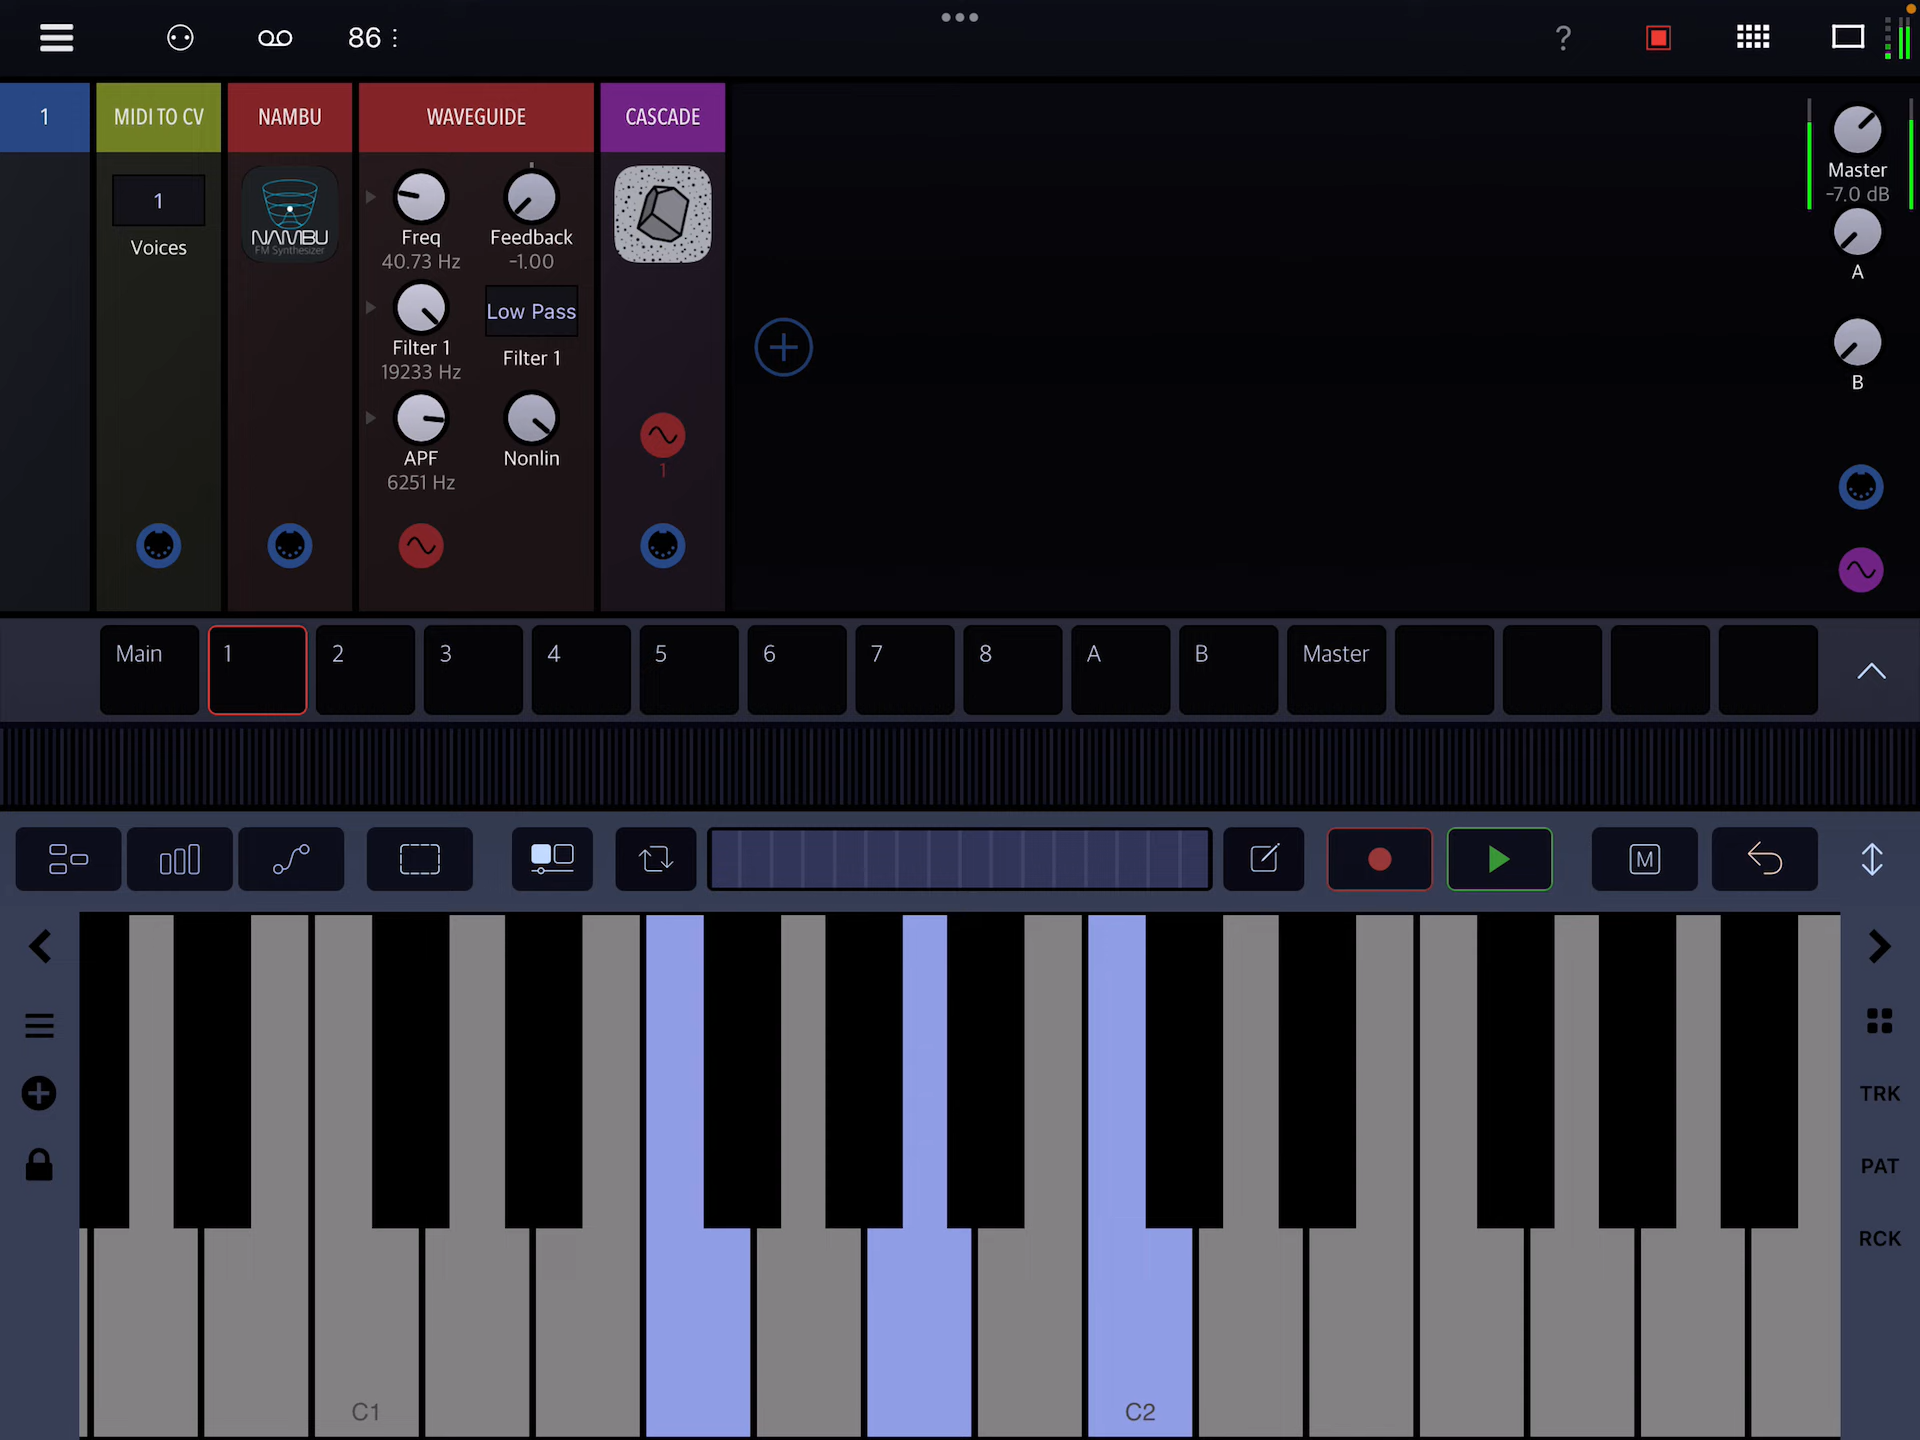 86
?
1
MIDI TO CV
NAMBU
WAVEGUIDE
CASCADE
1
Voices
NAMBU
FM Synthesizer
Freq
40.73 Hz
Feedback
-1.00
Filter 1
19233 Hz
Low Pass
Filter 1
APF
6251 Hz
Nonlin
1
Master
-7.0 dB
A
B
Main
1
2
3
4
5
6
7
8
A
B
Master
M
TRK
PAT
RCK
C1
C2